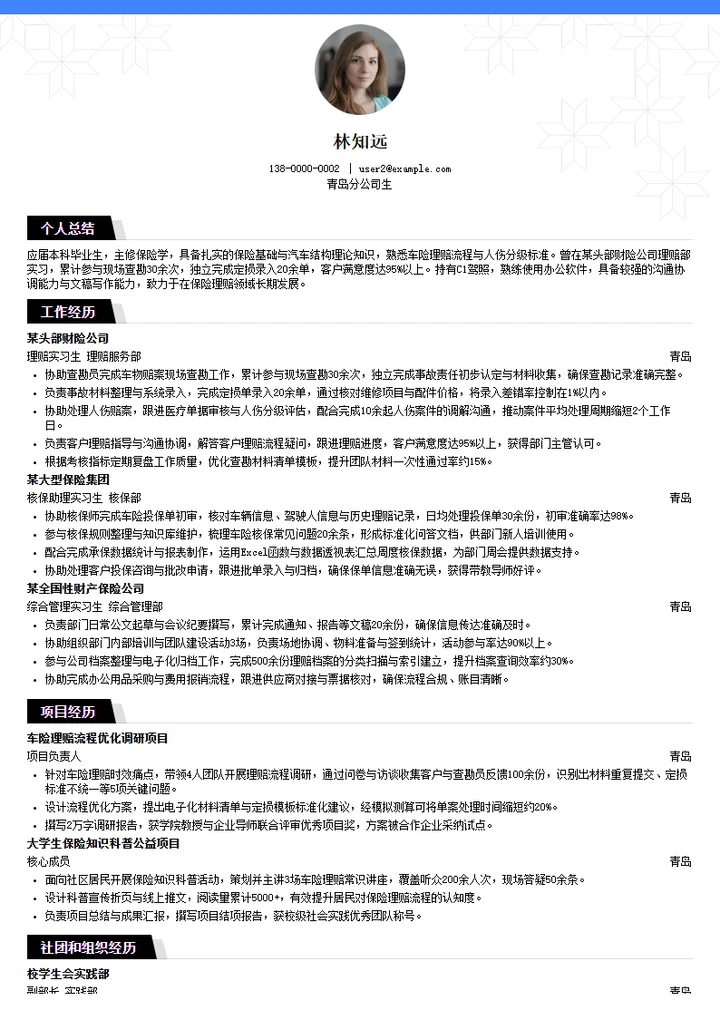 林知远
138-0000-0002 | user2@example.com
青岛分公司生
个人总结
应届本科毕业生，主修保险学，具备扎实的保险基础与汽车结构理论知识，熟悉车险理赔流程与人伤分级标准。曾在某头部财险公司理赔部
实习，累计参与现场查勘30余次，独立完成定损录入20余单，客户满意度达95%以上。持有C1驾照，熟练使用办公软件，具备较强的沟通协
调能力与文稿写作能力，致力于在保险理赔领域长期发展。
工作经历
某头部财险公司
理赔实习生 理赔服务部 青岛
• 协助查勘员完成车物赔案现场查勘工作，累计参与现场查勘30余次，独立完成事故责任初步认定与材料收集，确保查勘记录准确完整。
• 负责事故材料整理与系统录入，完成定损单录入20余单，通过核对维修项目与配件价格，将录入差错率控制在1%以内。
• 协助处理人伤赔案，跟进医疗单据审核与人伤分级评估，配合完成10余起人伤案件的调解沟通，推动案件平均处理周期缩短2个工作
日。
• 负责客户理赔指导与沟通协调，解答客户理赔流程疑问，跟进理赔进度，客户满意度达95%以上，获得部门主管认可。
• 根据考核指标定期复盘工作质量，优化查勘材料清单模板，提升团队材料一次性通过率约15%。
某大型保险集团
核保助理实习生 核保部 青岛
• 协助核保师完成车险投保单初审，核对车辆信息、驾驶人信息与历史理赔记录，日均处理投保单30余份，初审准确率达98%。
• 参与核保规则整理与知识库维护，梳理车险核保常见问题20余条，形成标准化问答文档，供部门新人培训使用。
• 配合完成承保数据统计与报表制作，运用Excel函数与数据透视表汇总周度核保数据，为部门周会提供数据支持。
• 协助处理客户投保咨询与批改申请，跟进批单录入与归档，确保保单信息准确无误，获得带教导师好评。
某全国性财产保险公司
综合管理实习生 综合管理部 青岛
• 负责部门日常公文起草与会议纪要撰写，累计完成通知、报告等文稿20余份，确保信息传达准确及时。
• 协助组织部门内部培训与团队建设活动3场，负责场地协调、物料准备与签到统计，活动参与率达90%以上。
• 参与公司档案整理与电子化归档工作，完成500余份理赔档案的分类扫描与索引建立，提升档案查询效率约30%。
• 协助完成办公用品采购与费用报销流程，跟进供应商对接与票据核对，确保流程合规、账目清晰。
项目经历
车险理赔流程优化调研项目
项目负责人 青岛
• 针对车险理赔时效痛点，带领4人团队开展理赔流程调研，通过问卷与访谈收集客户与查勘员反馈100余份，识别出材料重复提交、定损
标准不统一等5项关键问题。
• 设计流程优化方案，提出电子化材料清单与定损模板标准化建议，经模拟测算可将单案处理时间缩短约20%。
• 撰写2万字调研报告，获学院教授与企业导师联合评审优秀项目奖，方案被合作企业采纳试点。
大学生保险知识科普公益项目
核心成员 青岛
• 面向社区居民开展保险知识科普活动，策划并主讲3场车险理赔常识讲座，覆盖听众200余人次，现场答疑50余条。
• 设计科普宣传折页与线上推文，阅读量累计5000+，有效提升居民对保险理赔流程的认知度。
• 负责项目总结与成果汇报，撰写项目结项报告，获校级社会实践优秀团队称号。
社团和组织经历
校学生会实践部
副部长 实践部 青岛